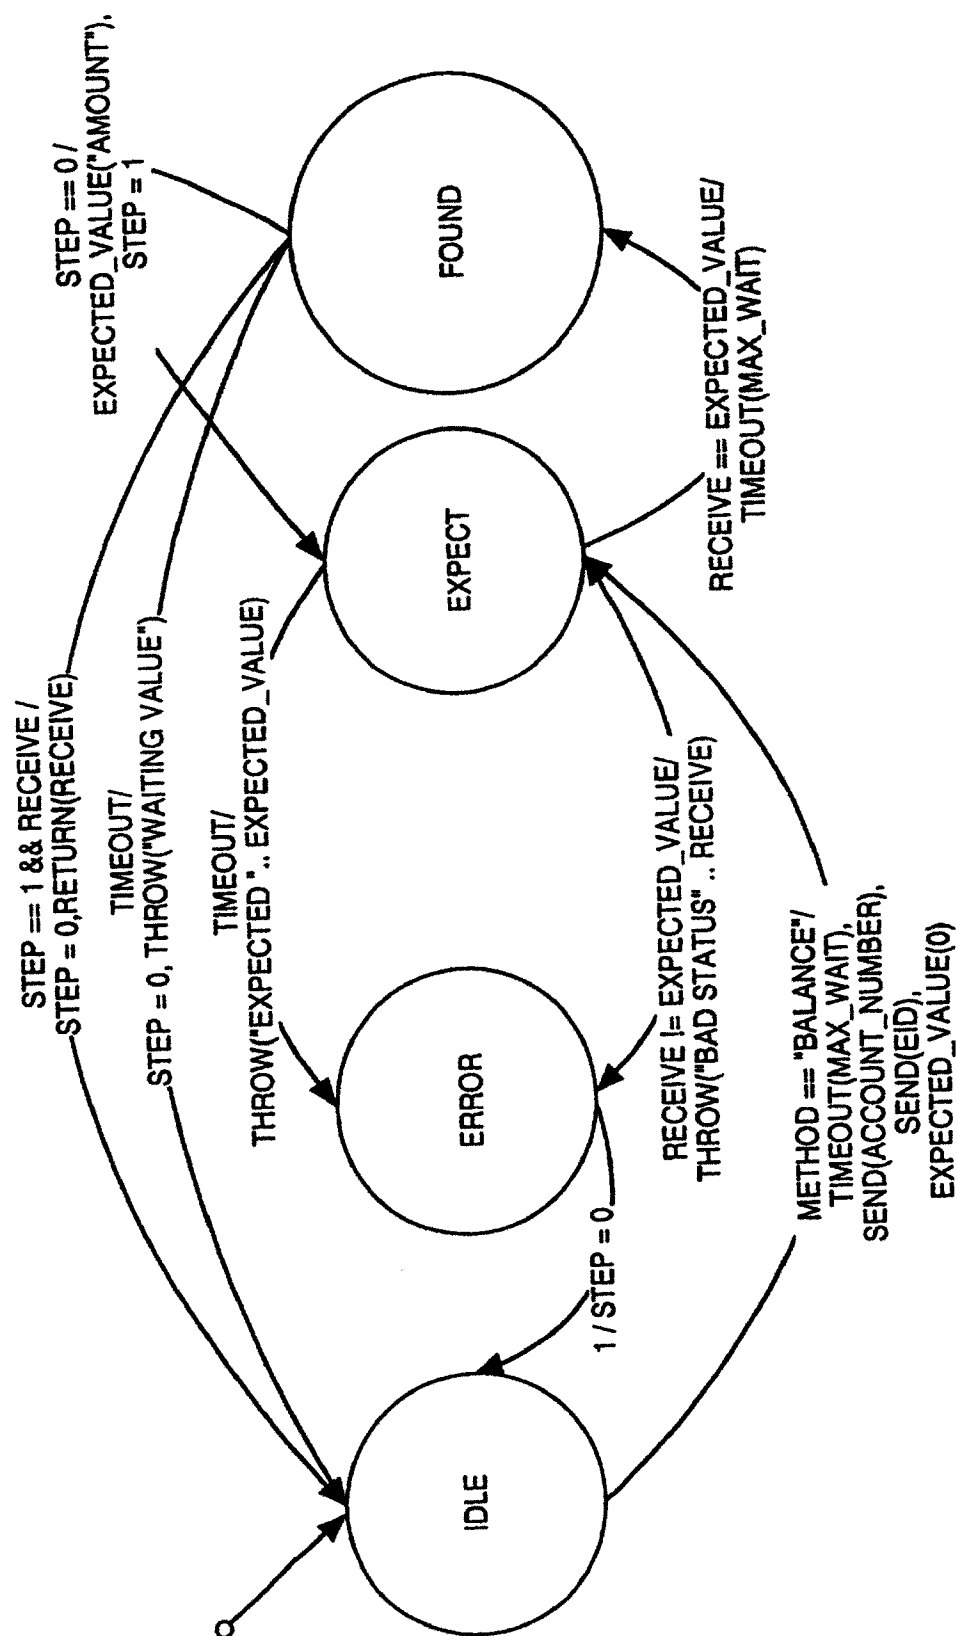 STEP == 1 && RECEIVE /
STEP = 0,RETURN(RECEIVE)
TIMEOUT/
STEP = 0, THROW("WAITING VALUE")
STEP == 0 /
EXPECTED_VALUE("AMOUNT"),
STEP = 1
TIMEOUT/
THROW("EXPECTED ".. EXPECTED_VALUE)
IDLE
ERROR
EXPECT
FOUND
1 / STEP = 0
RECEIVE != EXPECTED_VALUE/
THROW("BAD STATUS" .. RECEIVE)
RECEIVE == EXPECTED_VALUE/
TIMEOUT(MAX_WAIT)
METHOD == "BALANCE"/
TIMEOUT(MAX_WAIT),
SEND(ACCOUNT_NUMBER),
SEND(EID),
EXPECTED_VALUE(0)